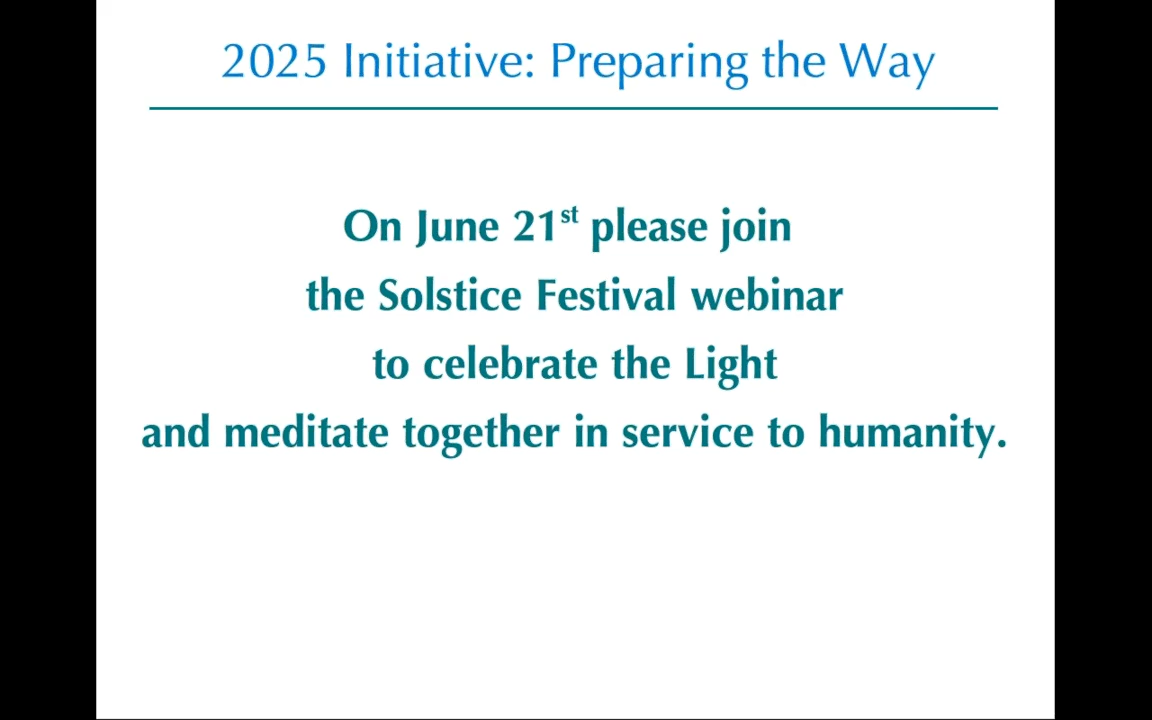 2025 Initiative: Preparing the Way
On June 21st please join
the Solstice Festival webinar
to celebrate the Light
and meditate together in service to humanity.